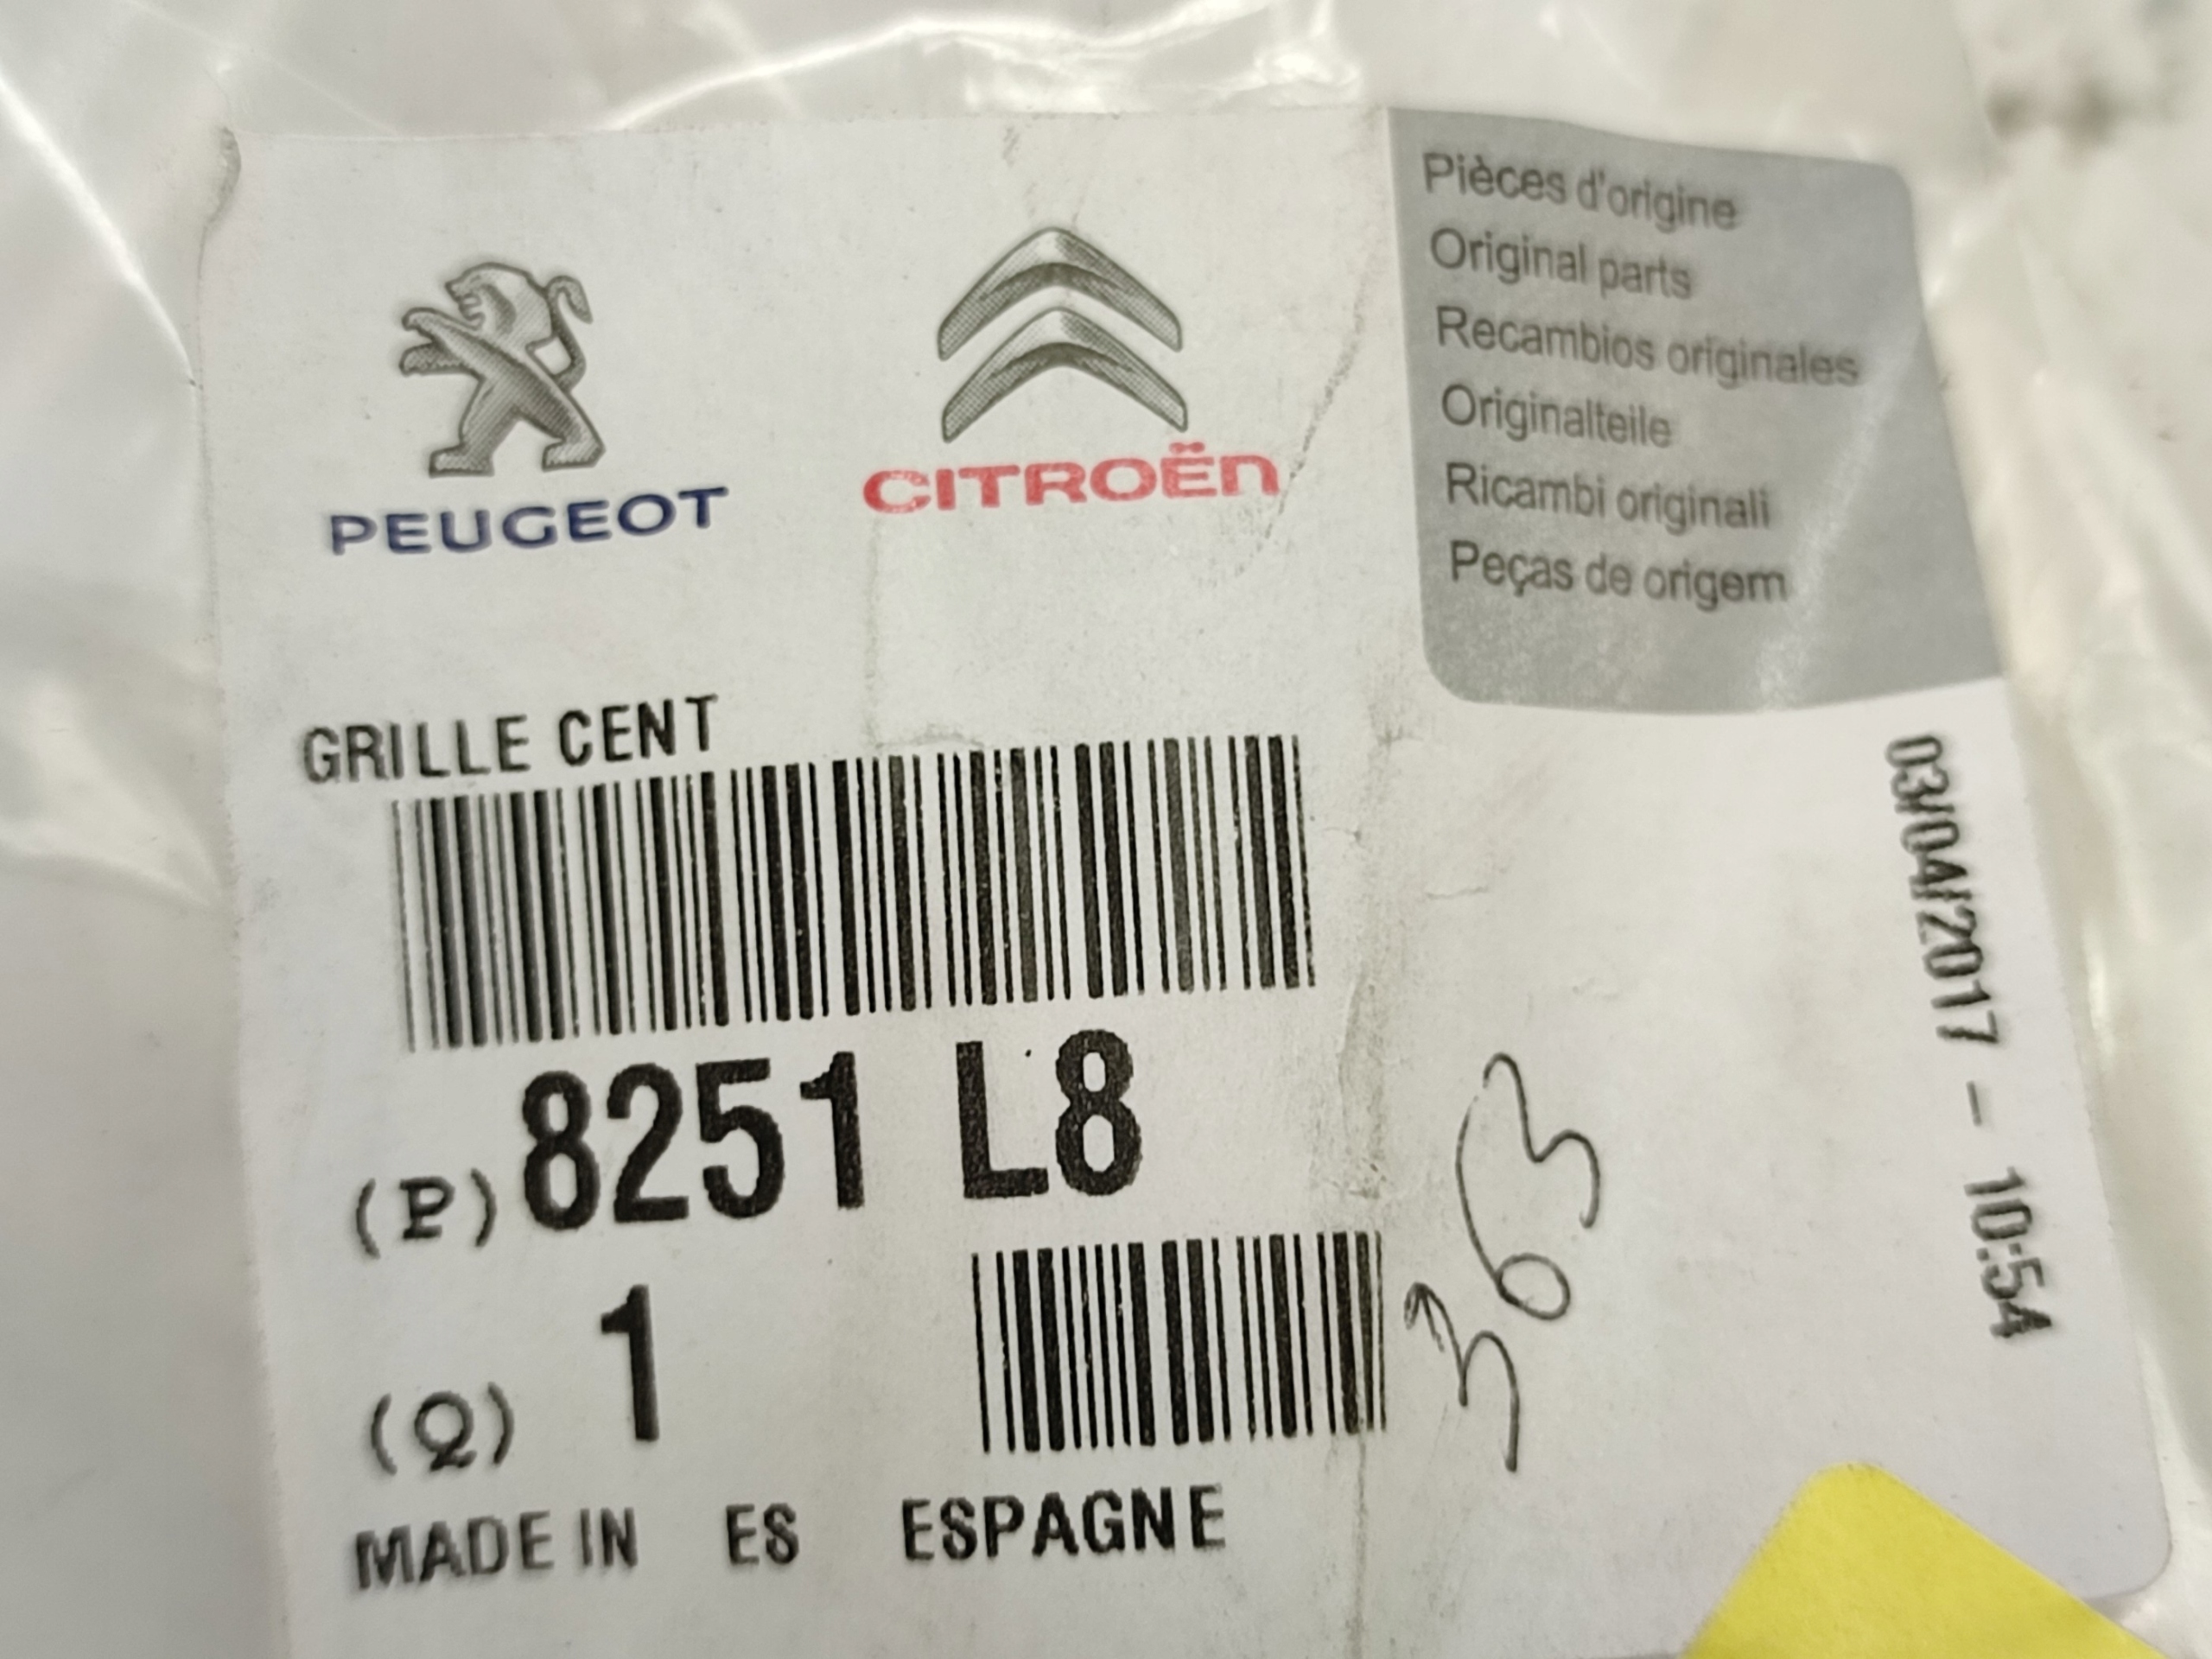 PEUGEOT
CITROËN
Pièces d'origine
Original parts
Recambios originales
Originalteile
Ricambi originali
Peças de origem
GRILLE CENT
(P) 8251 L8
(Q) 1
MADE IN ES ESPAGNE
363
03/04/2017 - 10:54